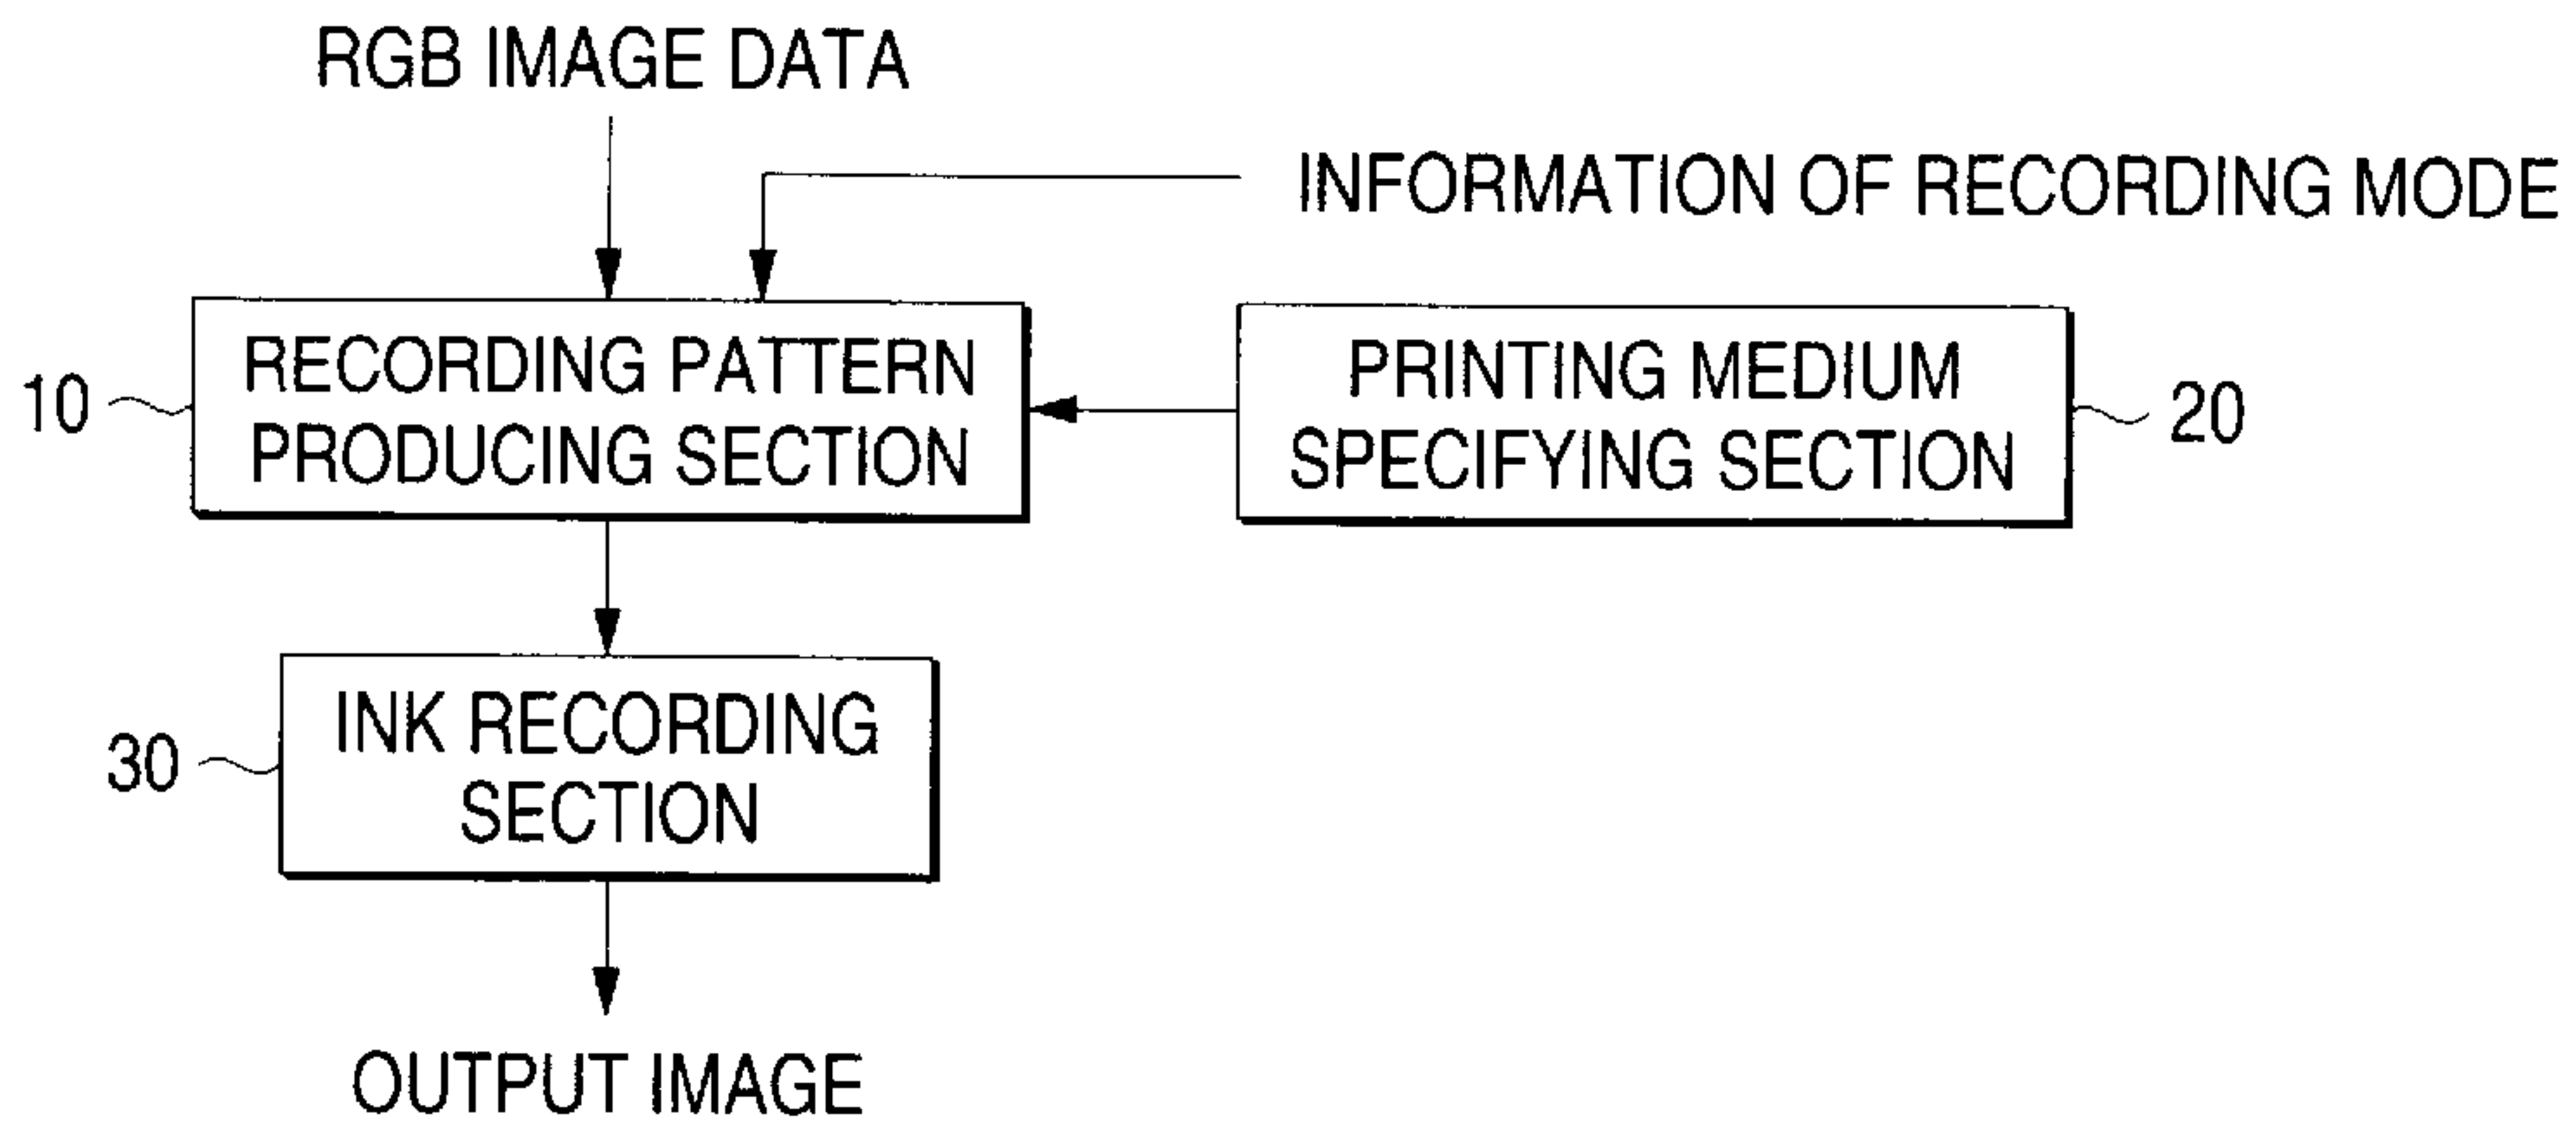 RGB IMAGE DATA
INFORMATION OF RECORDING MODE
10
RECORDING PATTERN
PRODUCING SECTION
PRINTING MEDIUM
SPECIFYING SECTION
20
30
INK RECORDING
SECTION
OUTPUT IMAGE